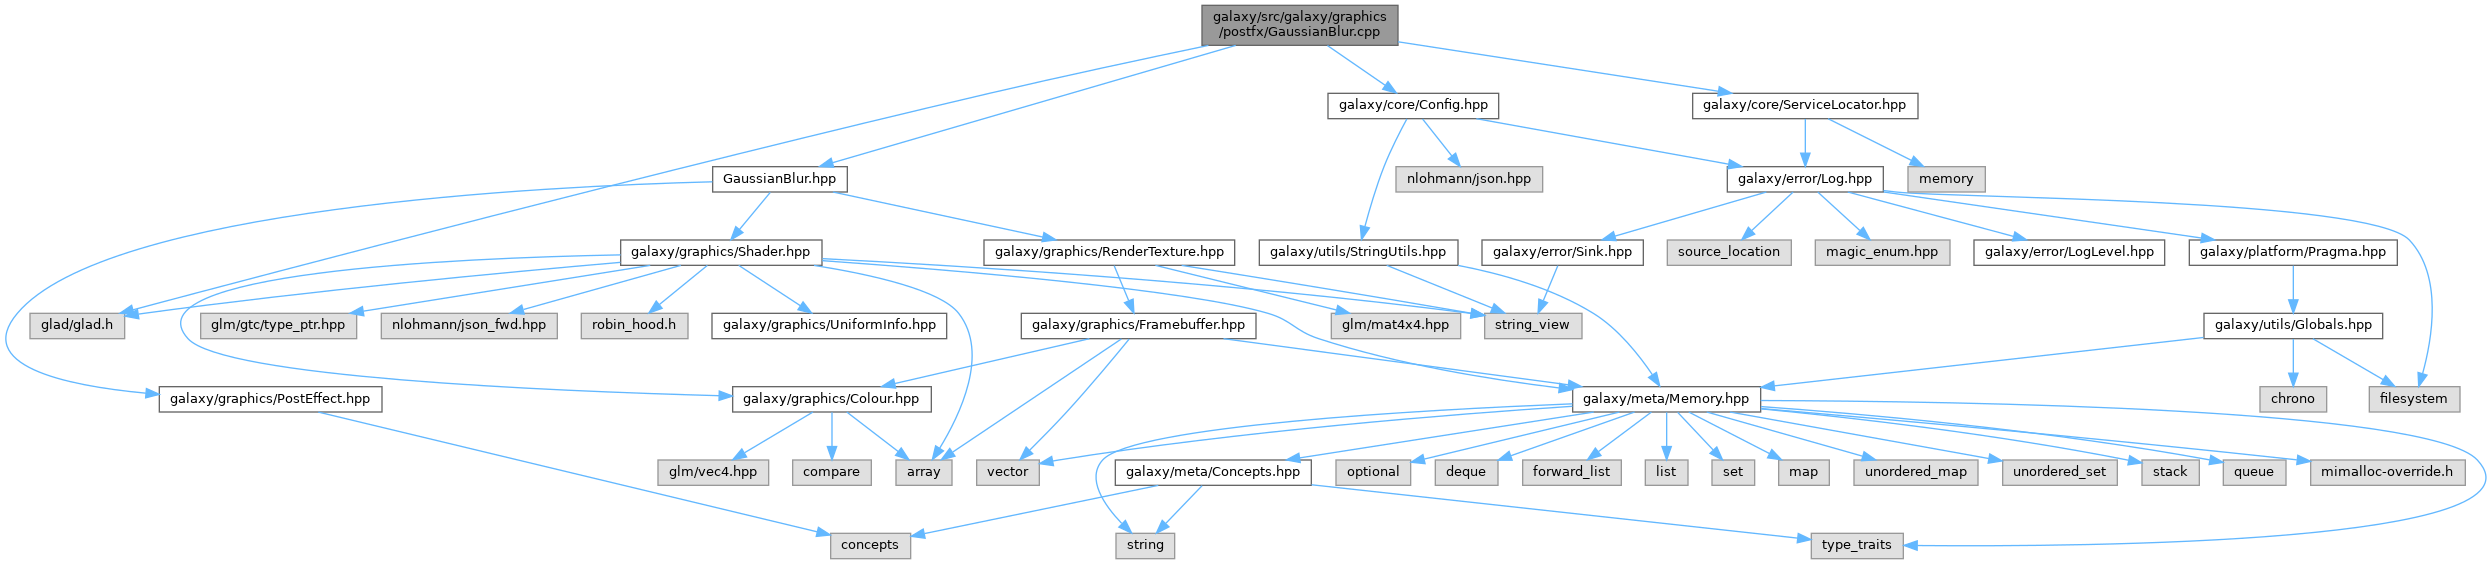 galaxy/src/galaxy/graphics
/postfx/GaussianBlur.cpp
galaxy/core/Config.hpp
galaxy/core/ServiceLocator.hpp
GaussianBlur.hpp
nlohmann/json.hpp
galaxy/error/Log.hpp
memory
galaxy/graphics/Shader.hpp
galaxy/graphics/RenderTexture.hpp
galaxy/utils/StringUtils.hpp
galaxy/error/Sink.hpp
source_location
magic_enum.hpp
galaxy/error/LogLevel.hpp
galaxy/platform/Pragma.hpp
glad/glad.h
glm/gtc/type_ptr.hpp
nlohmann/json_fwd.hpp
robin_hood.h
galaxy/graphics/UniformInfo.hpp
galaxy/graphics/Framebuffer.hpp
glm/mat4x4.hpp
string_view
galaxy/utils/Globals.hpp
galaxy/graphics/PostEffect.hpp
galaxy/graphics/Colour.hpp
galaxy/meta/Memory.hpp
chrono
filesystem
glm/vec4.hpp
compare
array
vector
galaxy/meta/Concepts.hpp
optional
deque
forward_list
list
set
map
unordered_map
unordered_set
stack
queue
mimalloc-override.h
concepts
string
type_traits